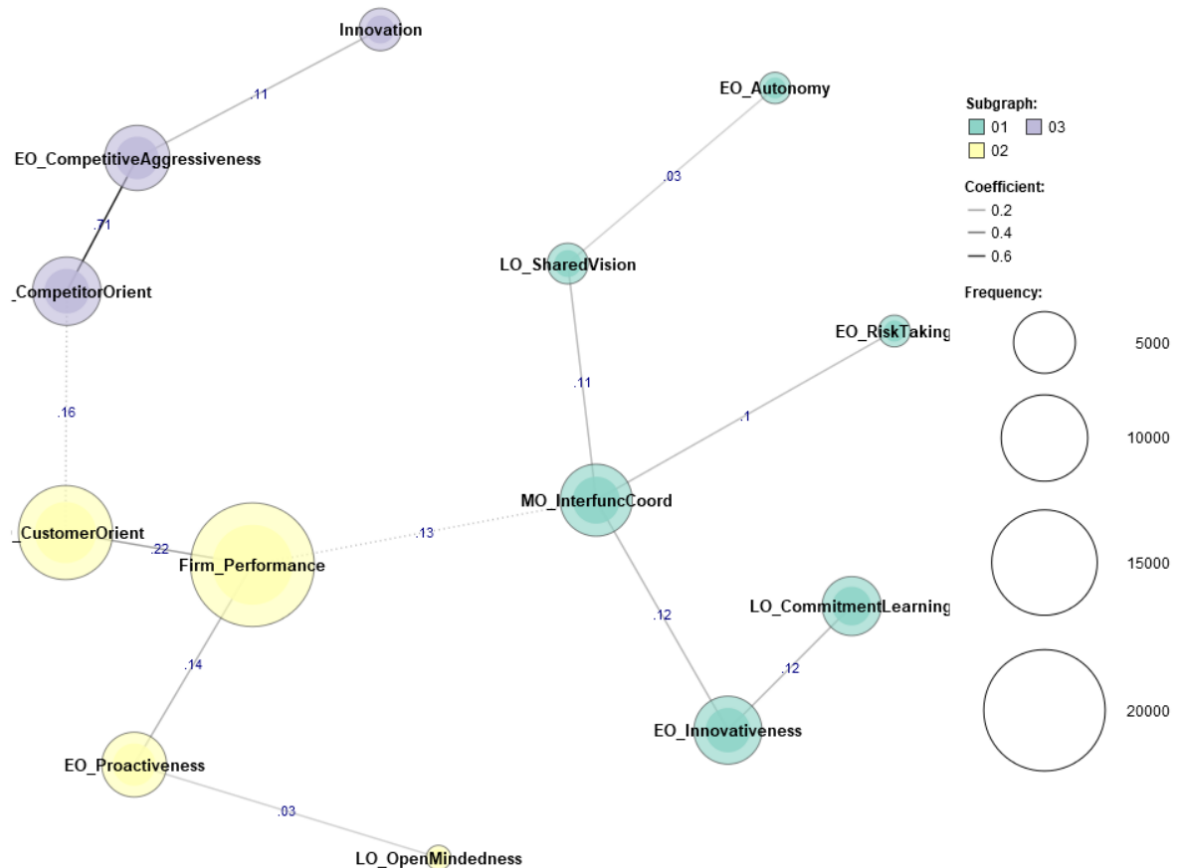 Innovation
EO_Autonomy
.11
Subgraph:
01 03
02
EO_CompetitiveAggressiveness
.03
Coefficient:
0.2
0.4
0.6
.71
LO_SharedVision
_CompetitorOrient
Frequency:
EO_RiskTaking
5000
.11
.16
.1
10000
MO_InterfuncCoord
_CustomerOrient
.13
.22
Firm_Performance
15000
LO_CommitmentLearning
.12
.14
.12
20000
EO_Innovativeness
EO_Proactiveness
.03
LO_OpenMindedness